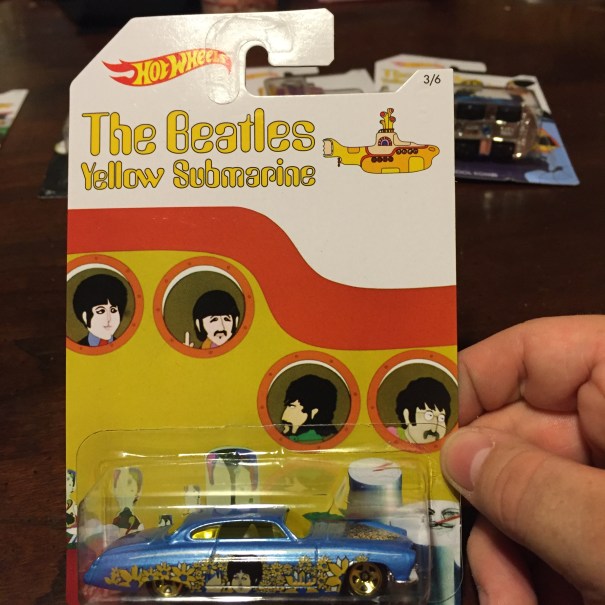 HOT WHEELS
3/6
The Beatles
Yellow Submarine